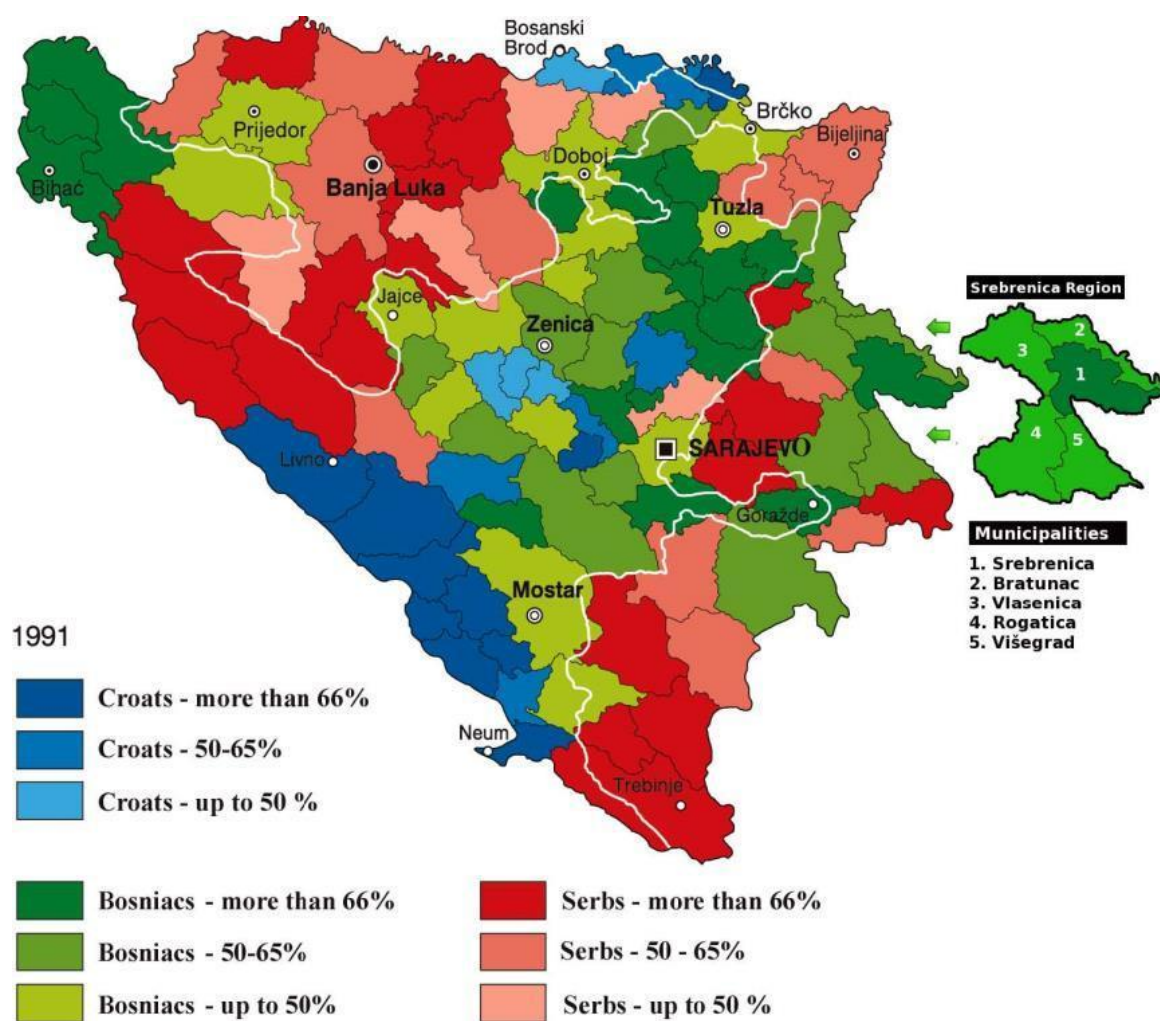 Bosanski
Brod
Prijedor
Brčko
Bijeljina
Bihać
Banja Luka
Doboj
Tuzla
Jajce
Zenica
Srebrenica Region
2
3
1
4
5
SARAJEVO
Livno
Goražde
Municipalities
1. Srebrenica
2. Bratunac
3. Vlasenica
4. Rogatica
5. Višegrad
Mostar
1991
Croats - more than 66%
Neum
Croats - 50-65%
Trebinje
Croats - up to 50 %
Bosniacs - more than 66%
Serbs - more than 66%
Bosniacs - 50-65%
Serbs - 50 - 65%
Bosniacs - up to 50%
Serbs - up to 50 %